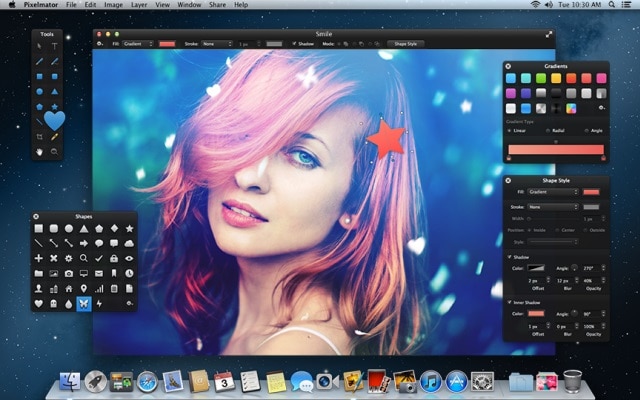 Pixelmator File Edit Image Layer View Window Share Help Tue 10:30 AM
Tools
Smile
Fill: Gradient Stroke: None 1 px Shadow Mode: Shape Style
Gradients
Gradient Type
Linear Radial Angle
Shape Style
Fill: Gradient
Stroke: None
Width: 1 px
Position: Inside Center Outside
Style:
Shadow
Color: Angle: 270°
2 px 12 px 40%
Offset Blur Opacity
Inner Shadow
Color: Angle: 90°
1 px 0 px 100%
Offset Blur Opacity
Shapes
3